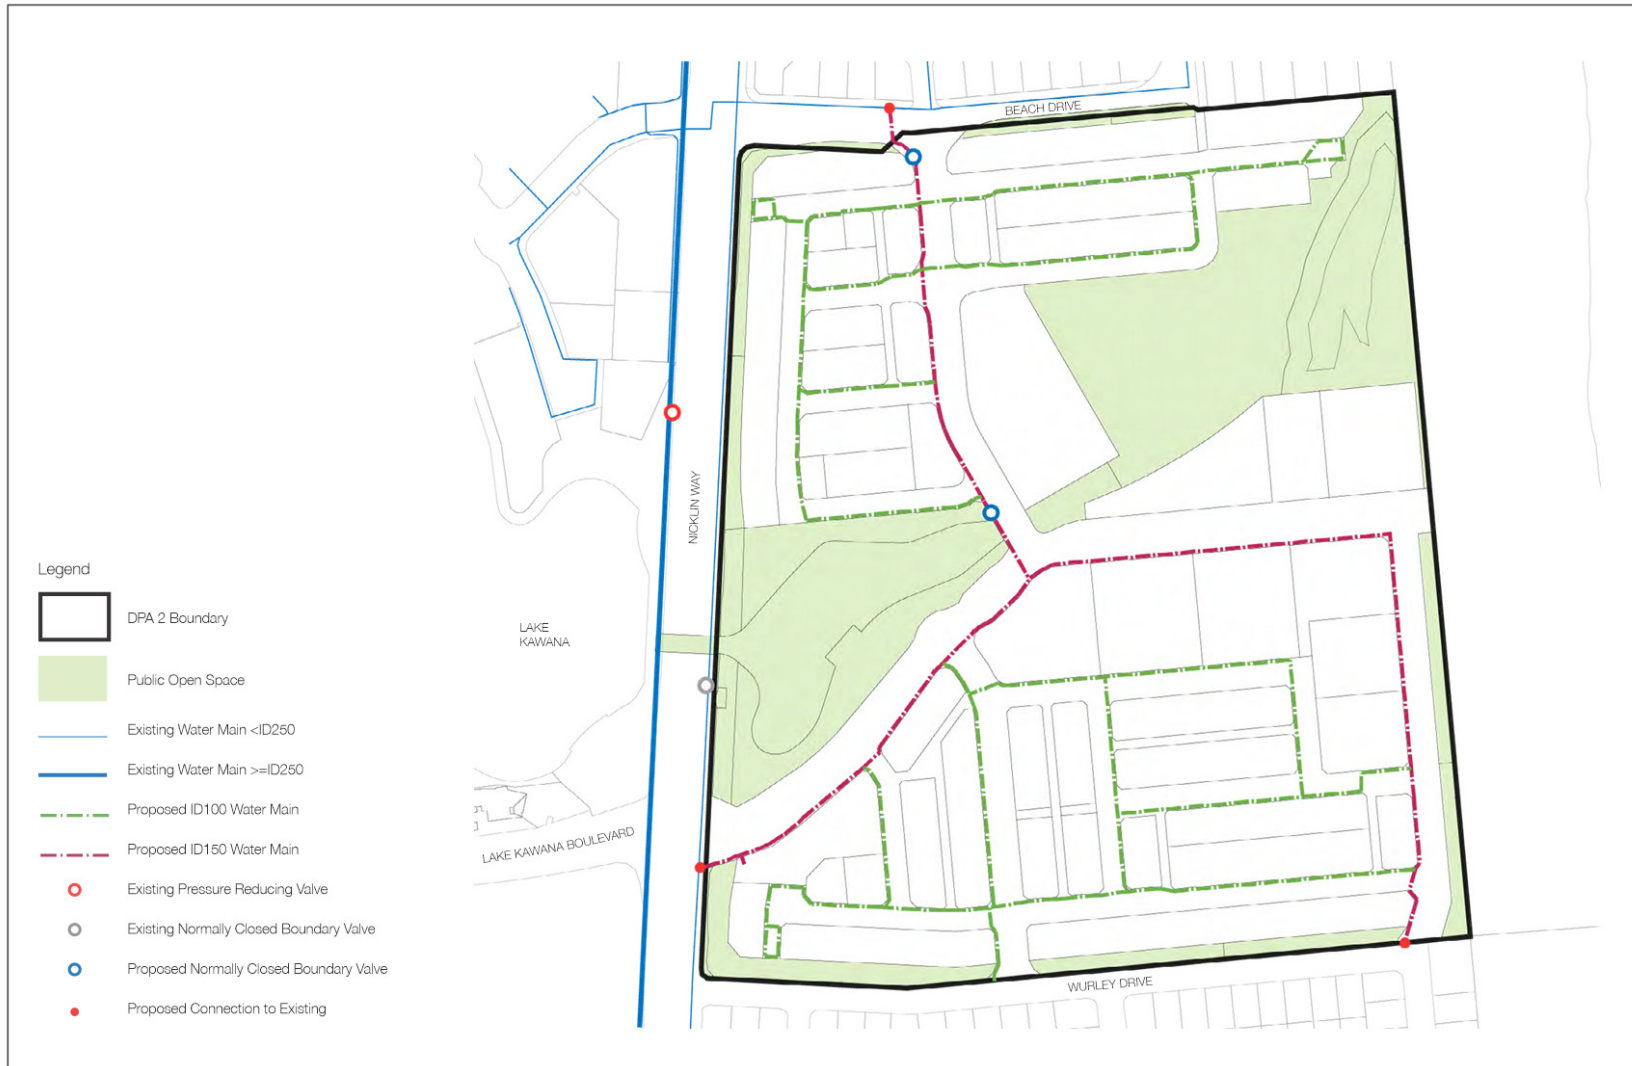 BEACH DRIVE
NICKLIN WAY
Legend
DPA 2 Boundary
LAKE
KAWANA
Public Open Space
Existing Water Main <ID250
Existing Water Main >=ID250
Proposed ID100 Water Main
LAKE KAWANA BOULEVARD
Proposed ID150 Water Main
Existing Pressure Reducing Valve
Existing Normally Closed Boundary Valve
Proposed Normally Closed Boundary Valve
WURLEY DRIVE
Proposed Connection to Existing